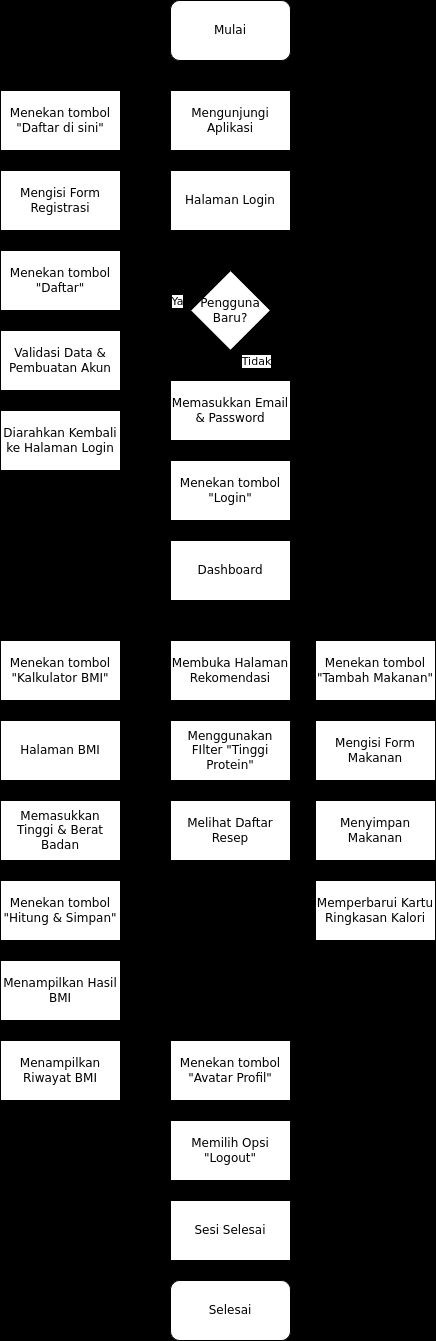 Mulai
Menekan tombol
"Daftar di sini"
Mengunjungi
Aplikasi
Mengisi Form
Registrasi
Halaman Login
Menekan tombol
"Daftar"
Ya
Pengguna
Baru?
Tidak
Validasi Data &
Pembuatan Akun
Memasukkan Email
& Password
Diarahkan Kembali
ke Halaman Login
Menekan tombol
"Login"
Dashboard
Menekan tombol
"Kalkulator BMI"
Membuka Halaman
Rekomendasi
Menekan tombol
"Tambah Makanan"
Halaman BMI
Menggunakan
FIlter "Tinggi
Protein"
Mengisi Form
Makanan
Memasukkan
Tinggi & Berat
Badan
Melihat Daftar
Resep
Menyimpan
Makanan
Menekan tombol
"Hitung & Simpan"
Memperbarui Kartu
Ringkasan Kalori
Menampilkan Hasil
BMI
Menampilkan
Riwayat BMI
Menekan tombol
"Avatar Profil"
Memilih Opsi
"Logout"
Sesi Selesai
Selesai